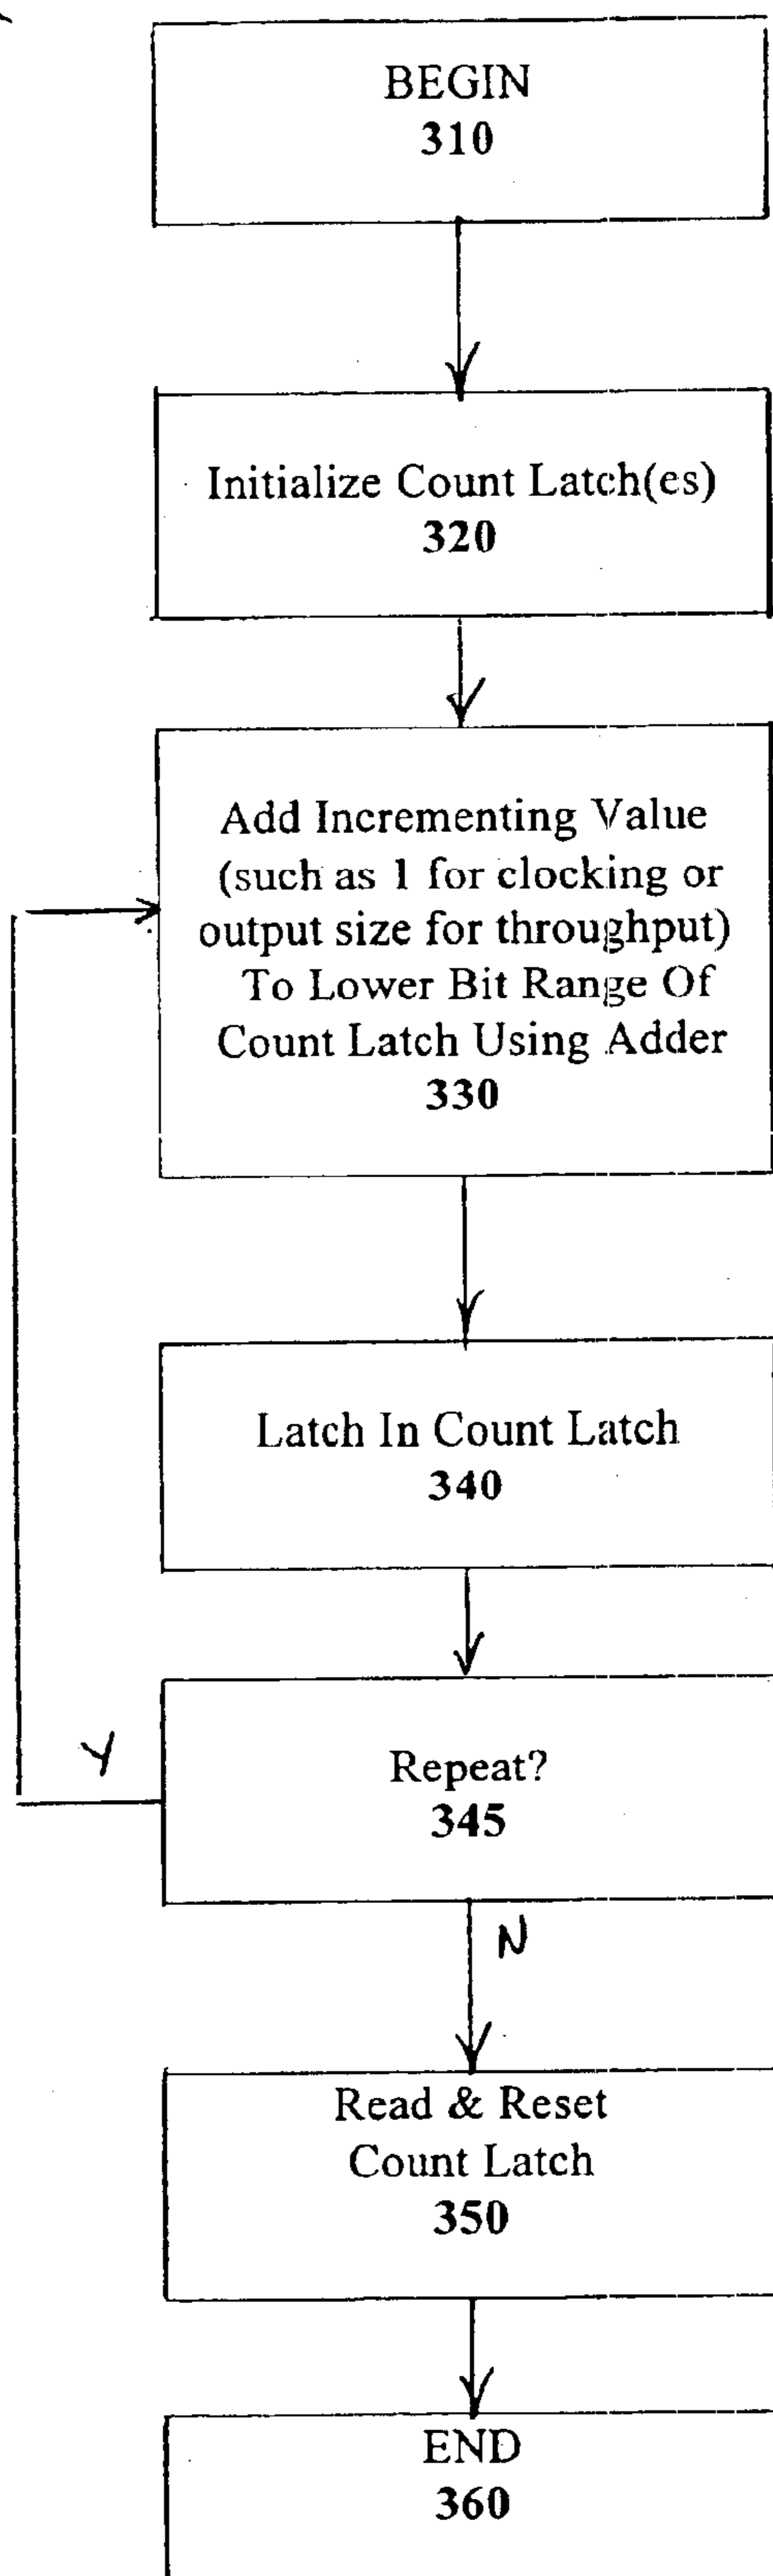 BEGIN
310
Initialize Count Latch(es)
320
Add Incrementing Value
(such as 1 for clocking or
output size for throughput)
To Lower Bit Range Of
Count Latch Using Adder
330
Latch In Count Latch
340
Repeat?
345
Y
N
Read & Reset
Count Latch
350
END
360